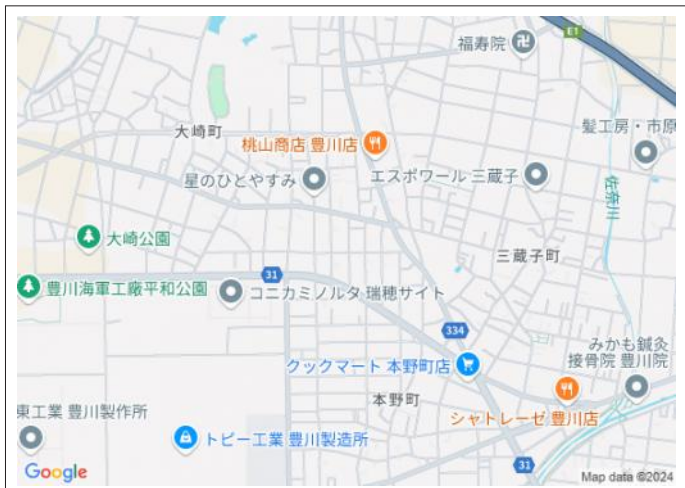 福寿院
E1
大崎町
桃山商店 豊川店
髪工房・市原
星のひとやすみ
エスポワール 三蔵子
佐奈川
大崎公園
三蔵子町
31
豊川海軍工廠平和公園
コニカミノルタ 瑞穂サイト
334
みかも鍼灸
接骨院 豊川院
クックマート 本野町店
本野町
シャトレーゼ 豊川店
東工業 豊川製作所
トピー工業 豊川製造所
31
Google
Map data ©2024